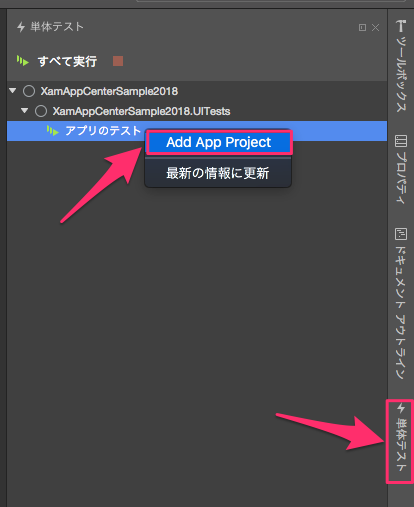 単体テスト
すべて実行
XamAppCenterSample2018
XamAppCenterSample2018.UITests
アプリのテスト
Add App Project
最新の情報に更新
ツールボックス
プロパティ
ドキュメント アウトライン
単体テスト